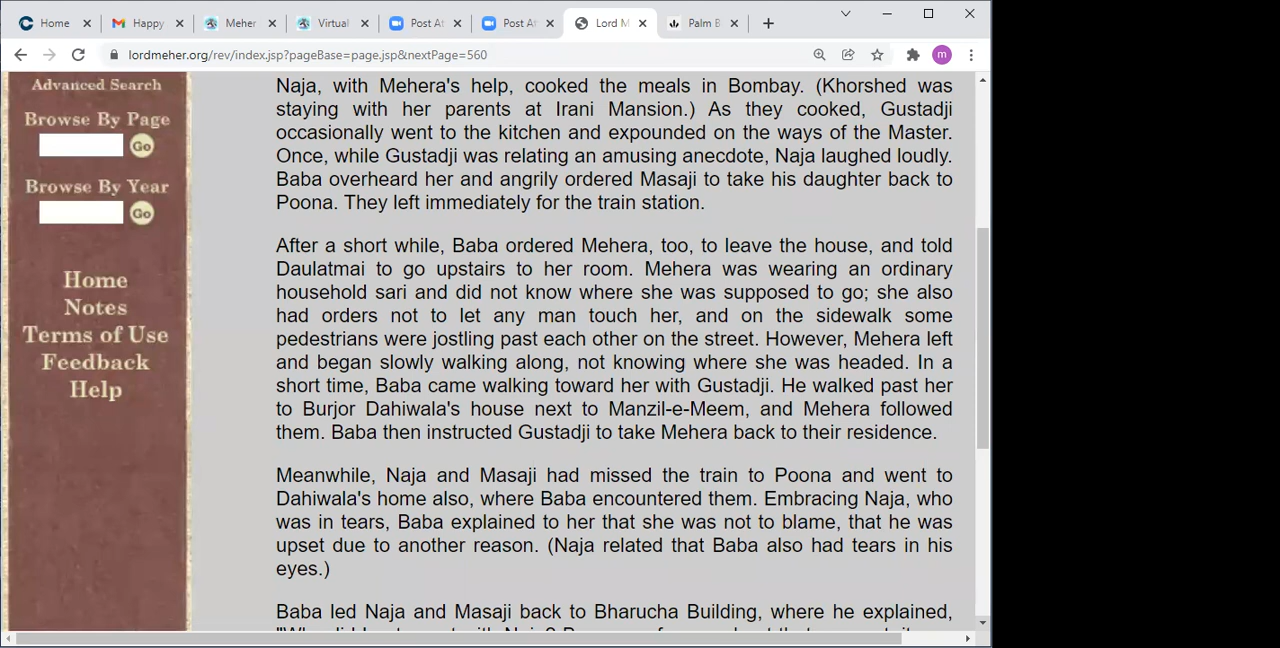 Home
Happy
Meher
Virtual
Post At
Post At
Lord M
Palm B
lordmeher.org/rev/index.jsp?pageBase=page.jsp&nextPage=560
m
Advanced Search
Browse By Page
Go
Browse By Year
Go
Home
Notes
Terms of Use
Feedback
Help
Naja, with Mehera's help, cooked the meals in Bombay. (Khorshed was
staying with her parents at Irani Mansion.) As they cooked, Gustadji
occasionally went to the kitchen and expounded on the ways of the Master.
Once, while Gustadji was relating an amusing anecdote, Naja laughed loudly.
Baba overheard her and angrily ordered Masaji to take his daughter back to
Poona. They left immediately for the train station.
After a short while, Baba ordered Mehera, too, to leave the house, and told
Daulatmai to go upstairs to her room. Mehera was wearing an ordinary
household sari and did not know where she was supposed to go; she also
had orders not to let any man touch her, and on the sidewalk some
pedestrians were jostling past each other on the street. However, Mehera left
and began slowly walking along, not knowing where she was headed. In a
short time, Baba came walking toward her with Gustadji. He walked past her
to Burjor Dahiwala's house next to Manzil-e-Meem, and Mehera followed
them. Baba then instructed Gustadji to take Mehera back to their residence.
Meanwhile, Naja and Masaji had missed the train to Poona and went to
Dahiwala's home also, where Baba encountered them. Embracing Naja, who
was in tears, Baba explained to her that she was not to blame, that he was
upset due to another reason. (Naja related that Baba also had tears in his
eyes.)
Baba led Naja and Masaji back to Bharucha Building, where he explained,